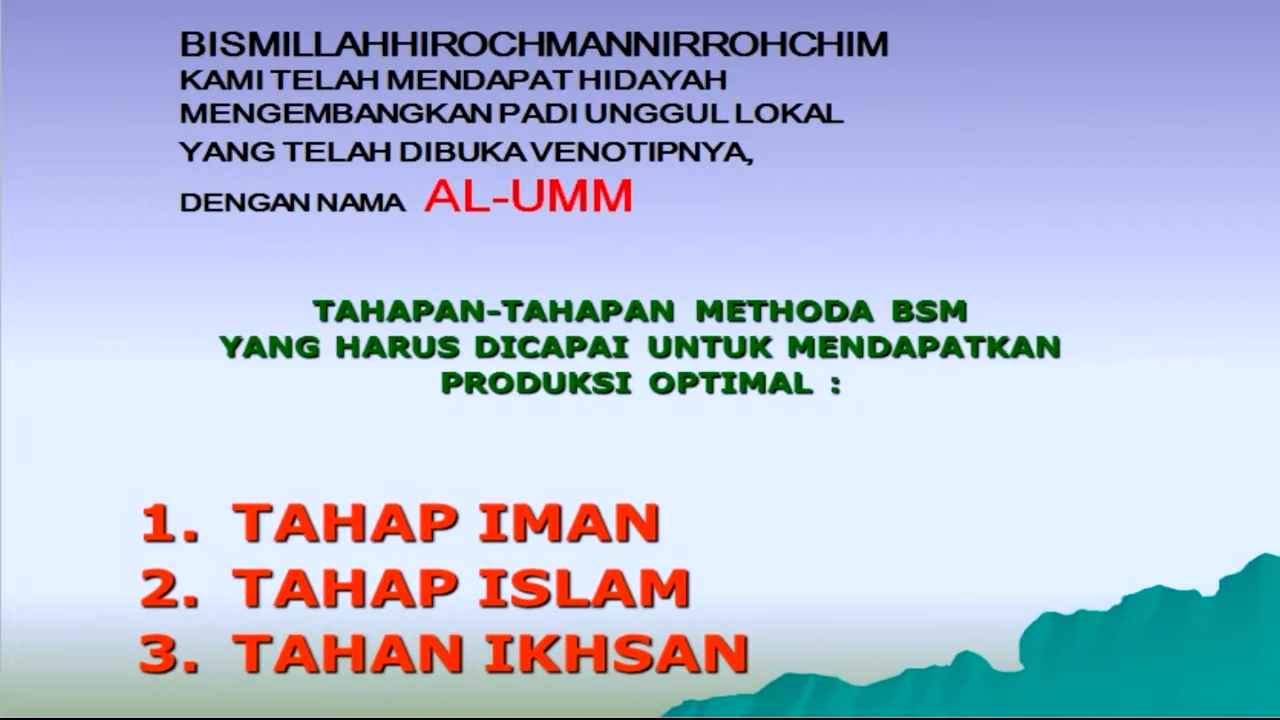 BISMILLAHHIROCHMANNIRROHCHIM
KAMI TELAH MENDAPAT HIDAYAH
MENGEMBANGKAN PADI UNGGUL LOKAL
YANG TELAH DIBUKA VENOTIPNYA,
DENGAN NAMA AL-UMM
TAHAPAN-TAHAPAN METHODA BSM
YANG HARUS DICAPAI UNTUK MENDAPATKAN
PRODUKSI OPTIMAL :
1. TAHAP IMAN
2. TAHAP ISLAM
3. TAHAN IKHSAN